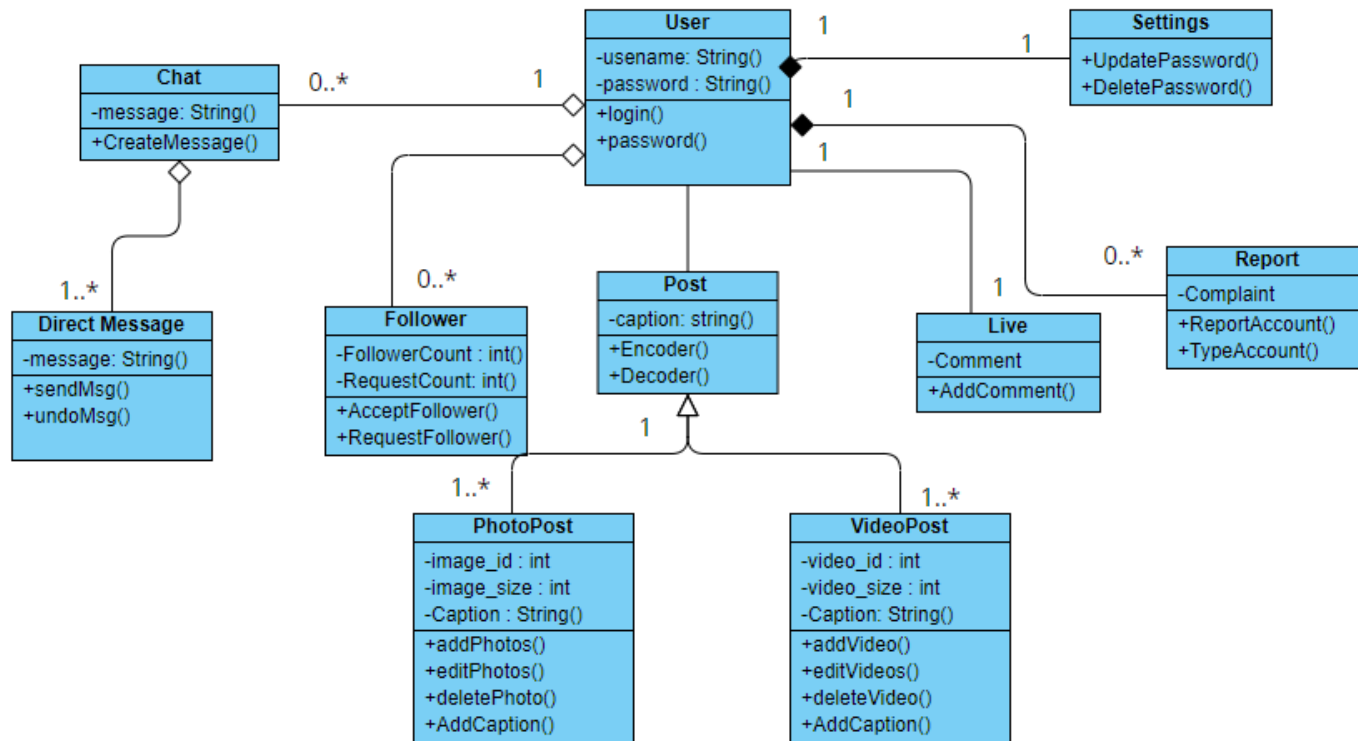 User
-usename: String()
-password : String()
+login()
+password()
1
1
Settings
+UpdatePassword()
+DeletePassword()
Chat
-message: String()
+CreateMessage()
0..*
1
1
1
0..*
Report
-Complaint
+ReportAccount()
+TypeAccount()
1..*
Direct Message
-message: String()
+sendMsg()
+undoMsg()
0..*
Follower
-FollowerCount : int()
-RequestCount: int()
+AcceptFollower()
+RequestFollower()
Post
-caption: string()
+Encoder()
+Decoder()
1
Live
-Comment
+AddComment()
1
1..*
1..*
PhotoPost
-image_id : int
-image_size : int
-Caption : String()
+addPhotos()
+editPhotos()
+deletePhoto()
+AddCaption()
VideoPost
-video_id : int
-video_size : int
-Caption: String()
+addVideo()
+editVideos()
+deleteVideo()
+AddCaption()